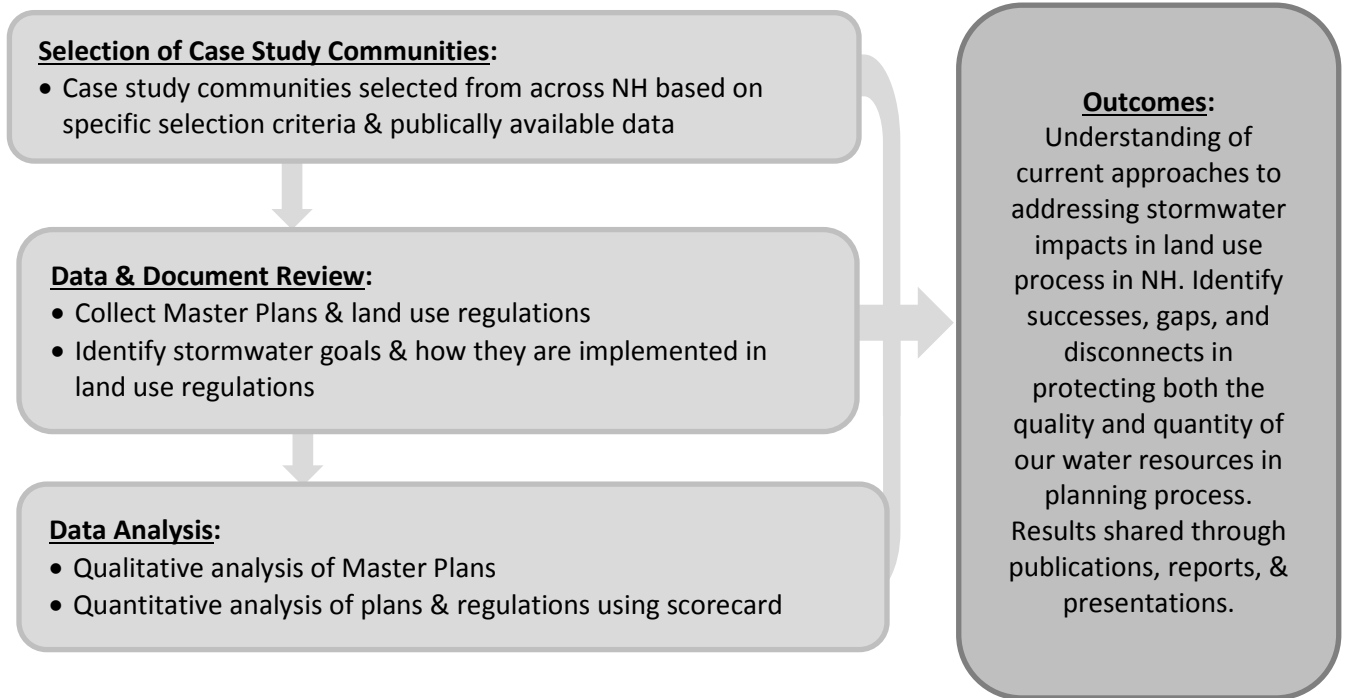 Selection of Case Study Communities:
• Case study communities selected from across NH based on
specific selection criteria & publically available data
Data & Document Review:
• Collect Master Plans & land use regulations
• Identify stormwater goals & how they are implemented in
land use regulations
Data Analysis:
• Qualitative analysis of Master Plans
• Quantitative analysis of plans & regulations using scorecard
Outcomes:
Understanding of
current approaches to
addressing stormwater
impacts in land use
process in NH. Identify
successes, gaps, and
disconnects in
protecting both the
quality and quantity of
our water resources in
planning process.
Results shared through
publications, reports, &
presentations.